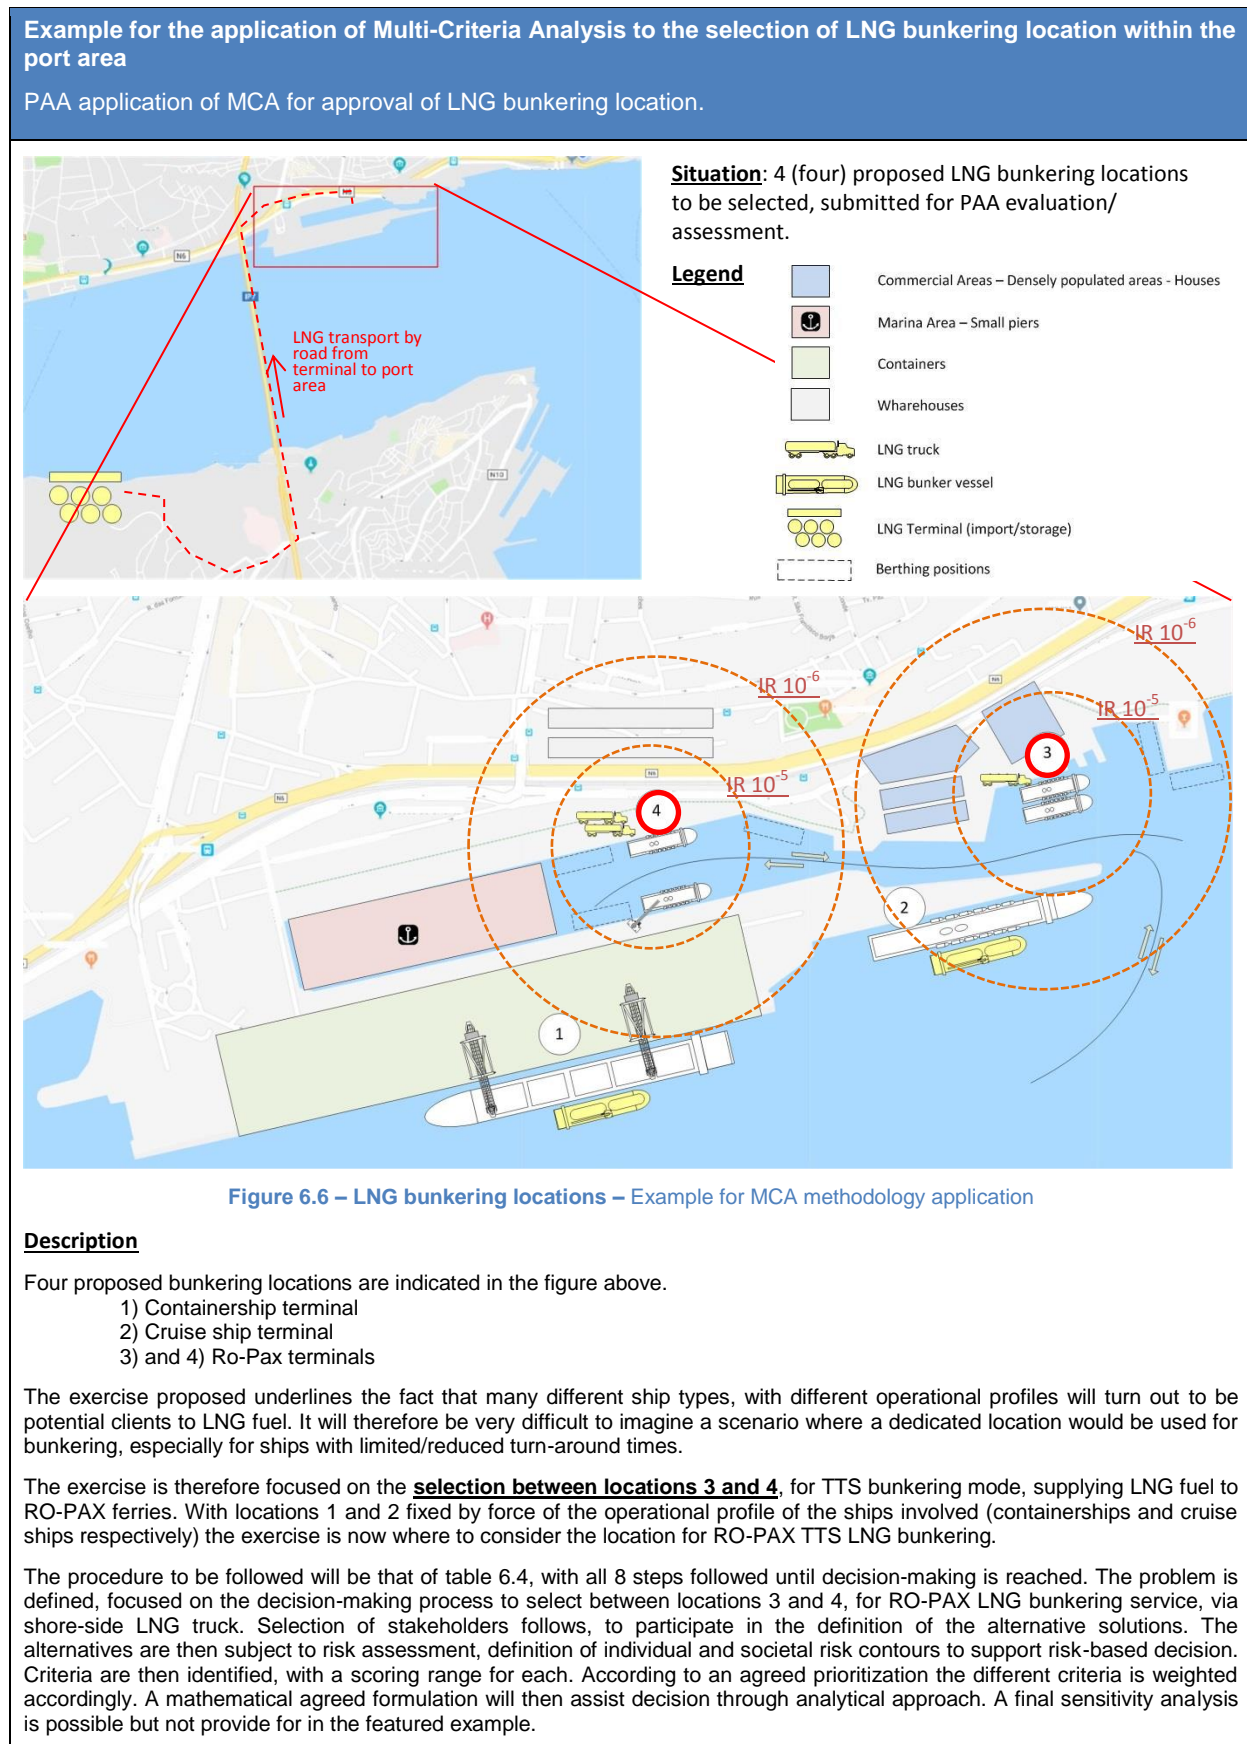 Example for the application of Multi-Criteria Analysis to the selection of LNG bunkering location within the
port area
PAA application of MCA for approval of LNG bunkering location.
Situation: 4 (four) proposed LNG bunkering locations
to be selected, submitted for PAA evaluation/
assessment.
Legend
Commercial Areas – Densely populated areas - Houses
Marina Area – Small piers
Containers
Wharehouses
LNG truck
LNG bunker vessel
LNG Terminal (import/storage)
Berthing positions
N6
LNG transport by
road from
terminal to port
area
N10
IR 10-6
IR 10-6
IR 10-5
IR 10-5
N6
N6
N6
3
4
2
1
Figure 6.6 – LNG bunkering locations – Example for MCA methodology application
Description
Four proposed bunkering locations are indicated in the figure above.
1) Containership terminal
2) Cruise ship terminal
3) and 4) Ro-Pax terminals
The exercise proposed underlines the fact that many different ship types, with different operational profiles will turn out to be
potential clients to LNG fuel. It will therefore be very difficult to imagine a scenario where a dedicated location would be used for
bunkering, especially for ships with limited/reduced turn-around times.
The exercise is therefore focused on the selection between locations 3 and 4, for TTS bunkering mode, supplying LNG fuel to
RO-PAX ferries. With locations 1 and 2 fixed by force of the operational profile of the ships involved (containerships and cruise
ships respectively) the exercise is now where to consider the location for RO-PAX TTS LNG bunkering.
The procedure to be followed will be that of table 6.4, with all 8 steps followed until decision-making is reached. The problem is
defined, focused on the decision-making process to select between locations 3 and 4, for RO-PAX LNG bunkering service, via
shore-side LNG truck. Selection of stakeholders follows, to participate in the definition of the alternative solutions. The
alternatives are then subject to risk assessment, definition of individual and societal risk contours to support risk-based decision.
Criteria are then identified, with a scoring range for each. According to an agreed prioritization the different criteria is weighted
accordingly. A mathematical agreed formulation will then assist decision through analytical approach. A final sensitivity analysis
is possible but not provide for in the featured example.